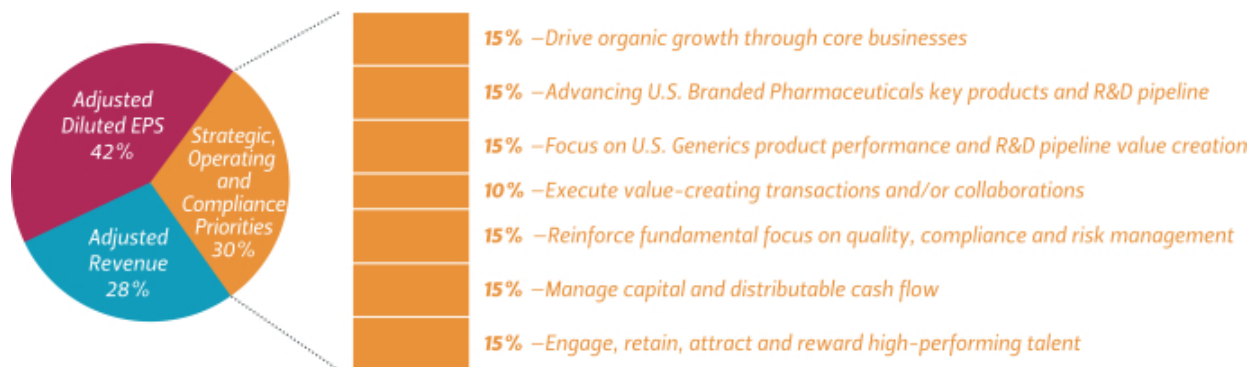 Adjusted
Diluted EPS
42%
Strategic,
Operating
and
Compliance
Priorities
30%
Adjusted
Revenue
28%
15% –Drive organic growth through core businesses
15% –Advancing U.S. Branded Pharmaceuticals key products and R&D pipeline
15% –Focus on U.S. Generics product performance and R&D pipeline value creation
10% –Execute value-creating transactions and/or collaborations
15% –Reinforce fundamental focus on quality, compliance and risk management
15% –Manage capital and distributable cash flow
15% –Engage, retain, attract and reward high-performing talent